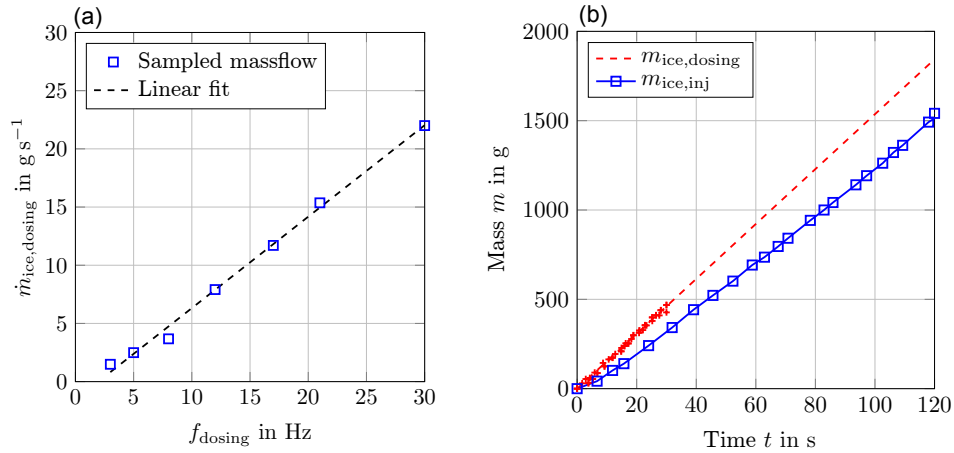 (a)
30
25
20
15
10
5
0
0 5 10 15 20 25 30
ṁice,dosing in g s−1
fdosing in Hz
Sampled massflow
Linear fit
(b)
2000
1500
1000
500
0
0 20 40 60 80 100 120
Mass m in g
Time t in s
mice,dosing
mice,inj